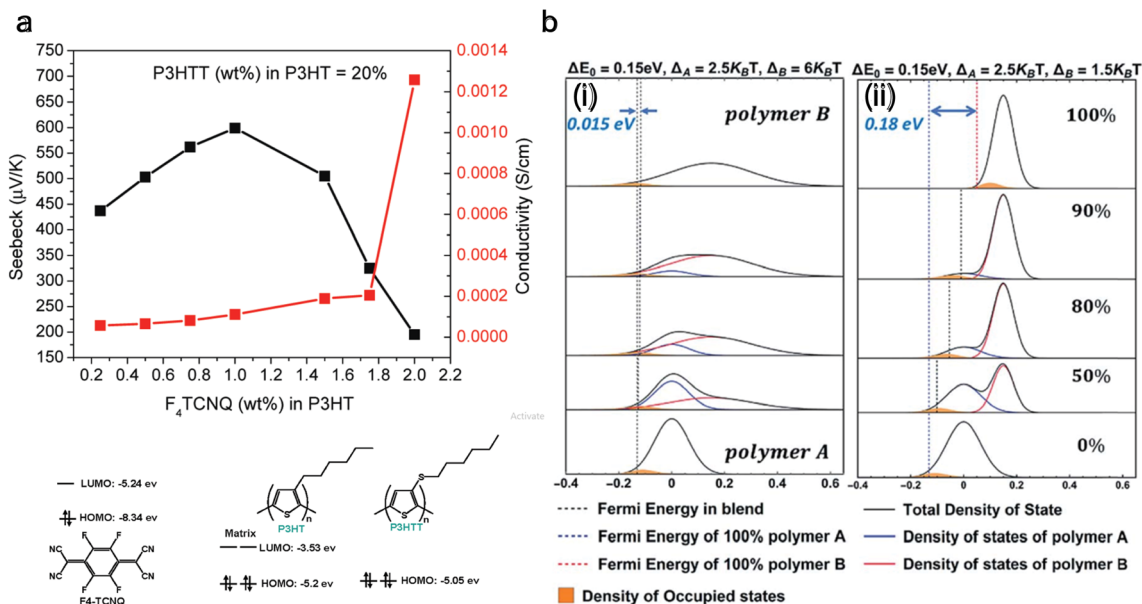 a
P3HTT (wt%) in P3HT = 20%
Seebeck (μV/K)
750
700
650
600
550
500
450
400
350
300
250
200
150
Conductivity (S/cm)
0.0014
0.0012
0.0010
0.0008
0.0006
0.0004
0.0002
0.0000
0.2 0.4 0.6 0.8 1.0 1.2 1.4 1.6 1.8 2.0 2.2
F4TCNQ (wt%) in P3HT
LUMO: -5.24 ev
HOMO: -8.34 ev
NC
NC
F
F
F
F
CN
CN
F4-TCNQ
S
n
P3HT
S
S
n
P3HTT
Matrix
LUMO: -3.53 ev
HOMO: -5.2 ev
HOMO: -5.05 ev
Activate
b
ΔE0 = 0.15eV, ΔA = 2.5KBT, ΔB = 6KBT
(i)
polymer B
0.015 eV
polymer A
−0.4 −0.2 0 0.2 0.4 0.6
ΔE0 = 0.15eV, ΔA = 2.5KBT, ΔB = 1.5KBT
(ii)
0.18 eV
100%
90%
80%
50%
0%
−0.4 −0.2 0 0.2 0.4 0.6
Fermi Energy in blend
Fermi Energy of 100% polymer A
Fermi Energy of 100% polymer B
Density of Occupied states
Total Density of State
Density of states of polymer A
Density of states of polymer B